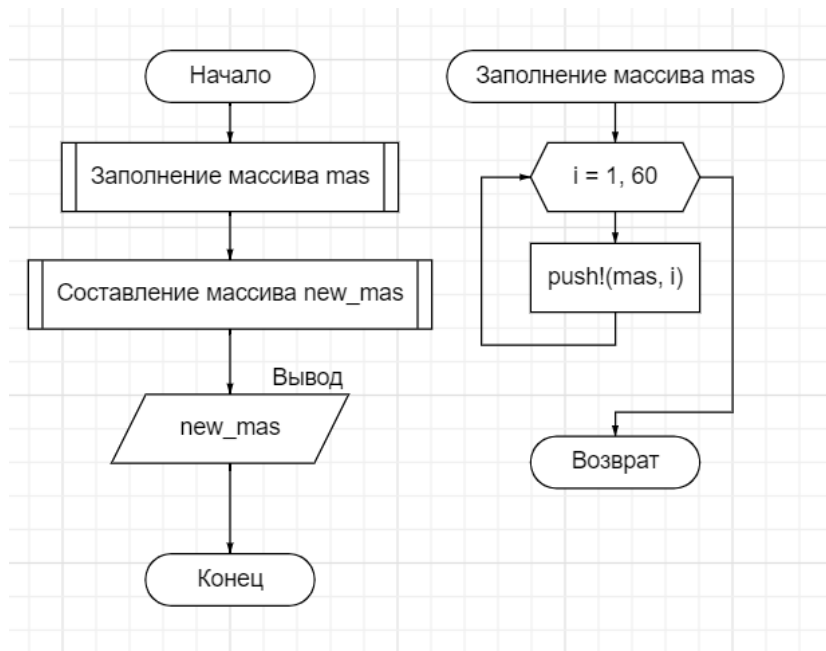 Начало
Заполнение массива mas
Составление массива new_mas
Вывод
new_mas
Конец
Заполнение массива mas
i = 1, 60
push!(mas, i)
Возврат